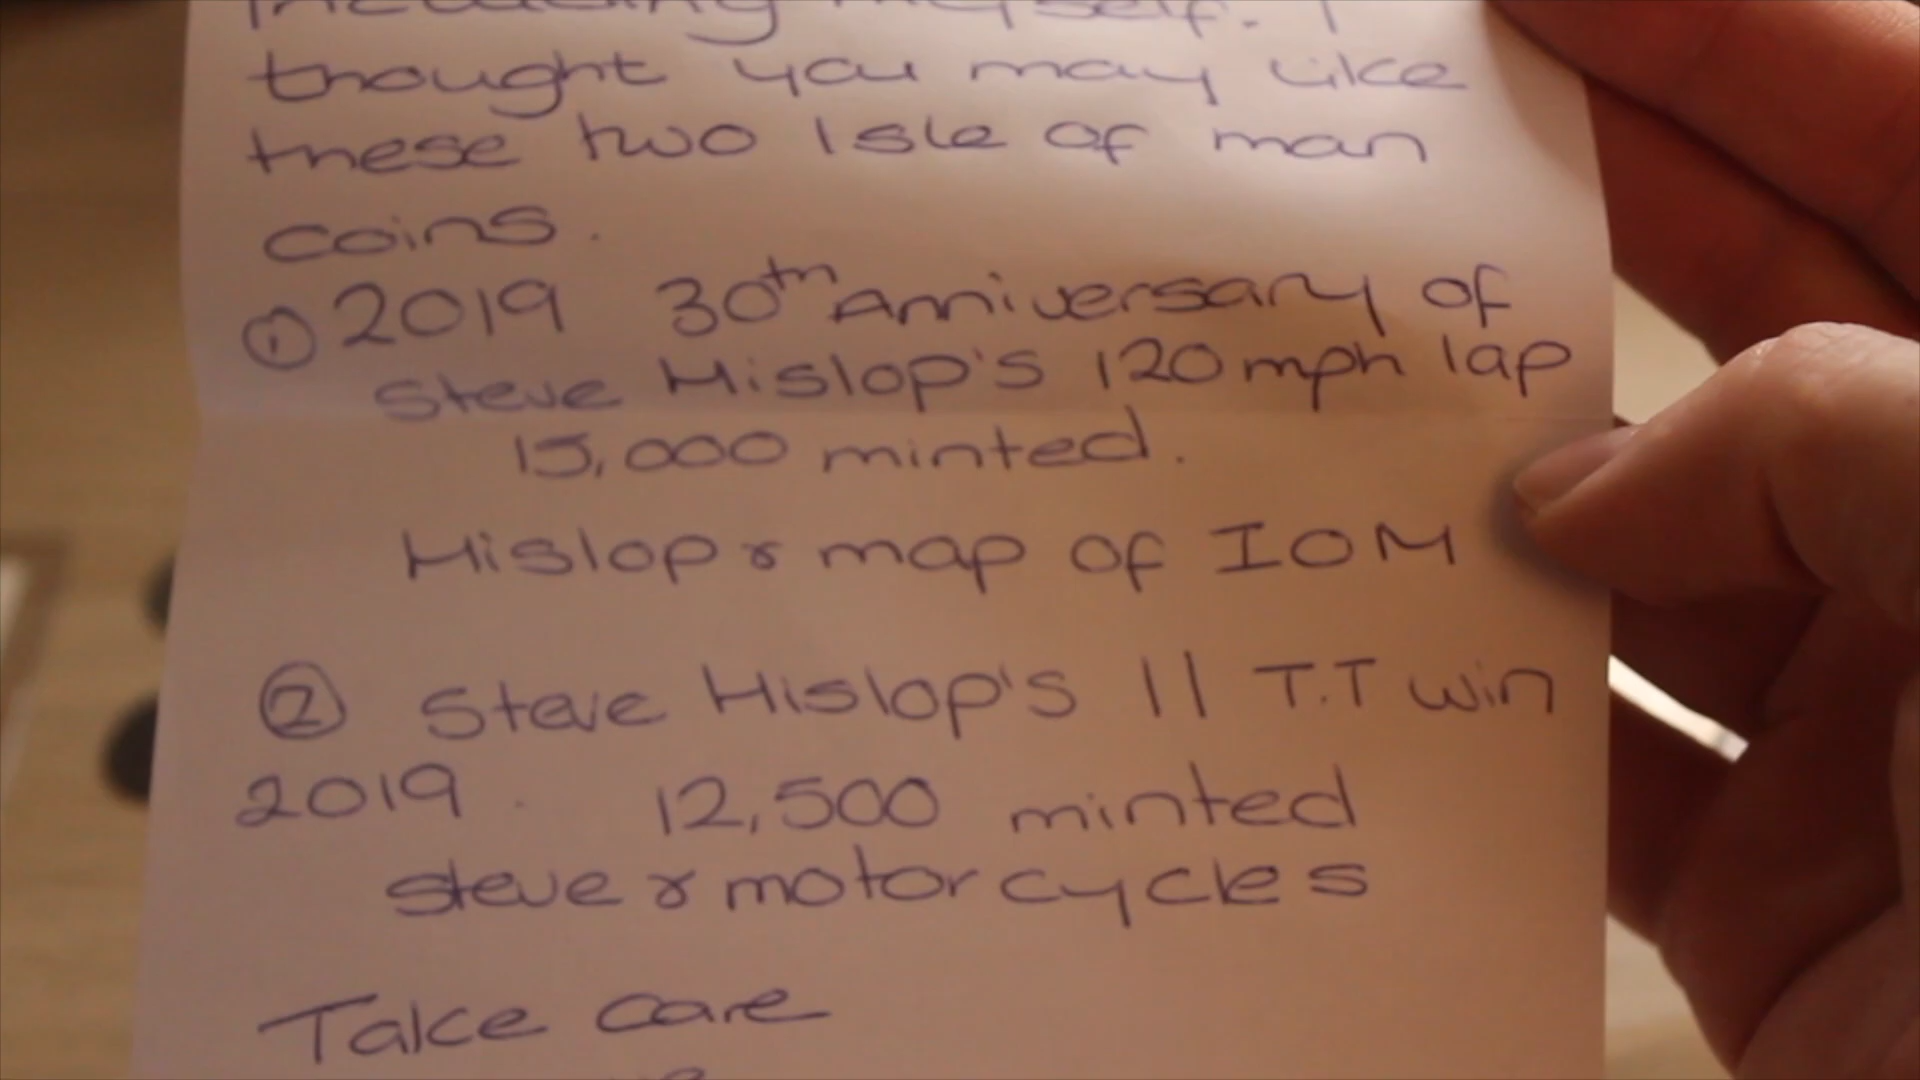 including myself. I
thought you may like
these two Isle of man
coins.
① 2019 30th Anniversary of
Steve Hislop's 120mph lap
15,000 minted.
Hislop & map of IOM
② Steve Hislop's 11 T.T win
2019. 12,500 minted
steve & motorcycles
Take care